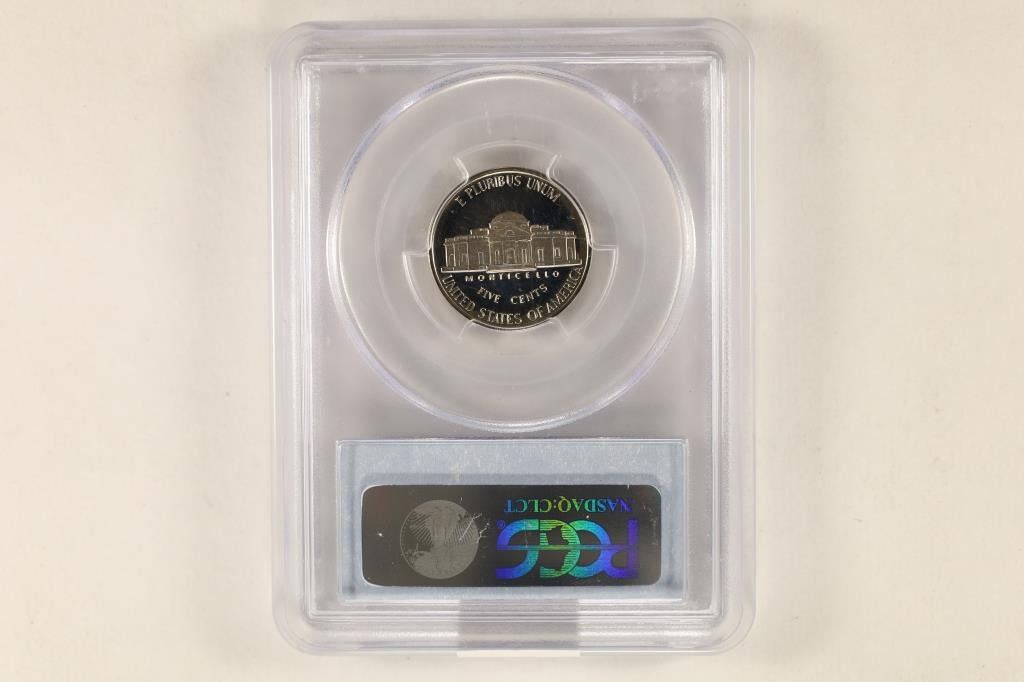 E PLURIBUS UNUM
MONTICELLO
FIVE CENTS
UNITED STATES OF AMERICA
PCGS®
NASDAQ:CLCT